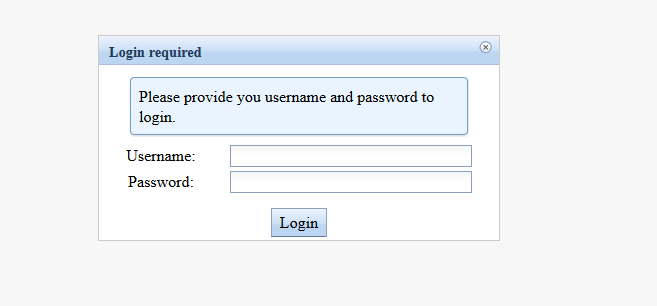 Login required
Please provide you username and password to
login.
Username:
Password:
Login